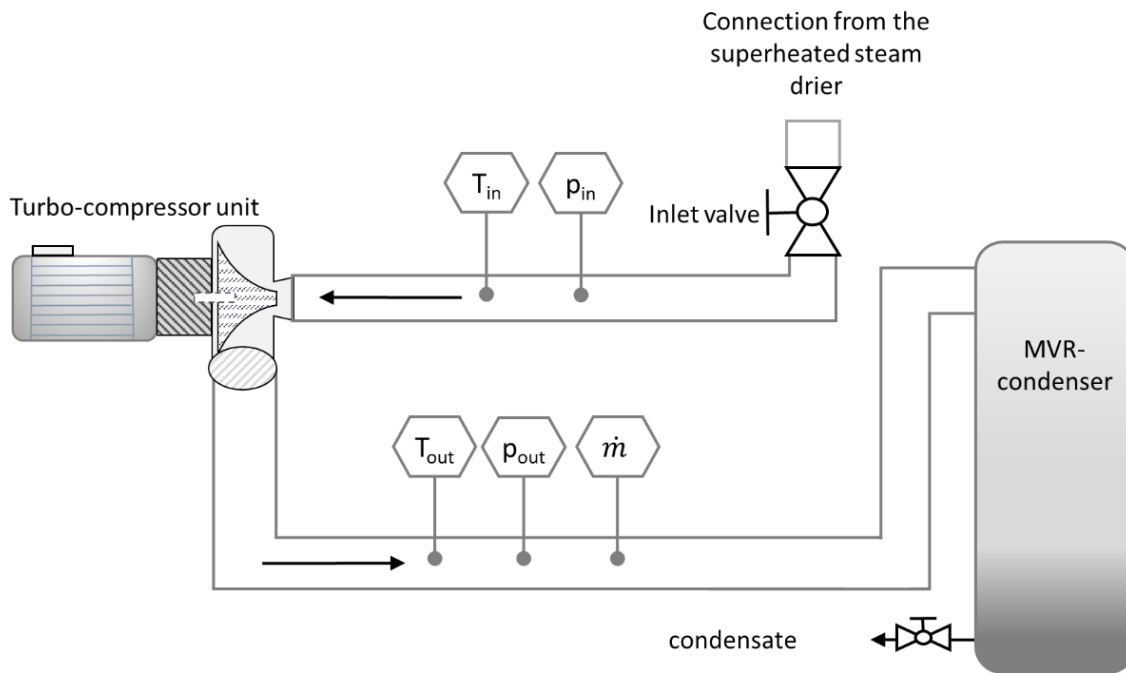 Connection from the
superheated steam
drier
T_in
p_in
Turbo-compressor unit
Inlet valve
MVR-
condenser
T_out
p_out
ṁ
condensate